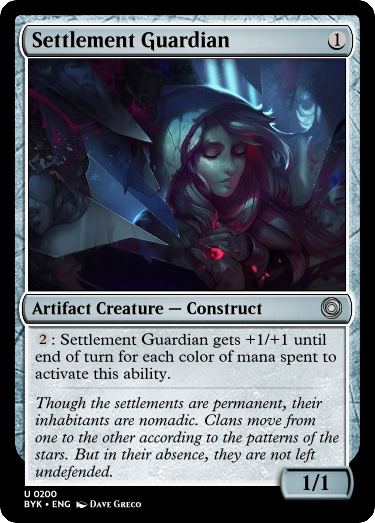 Settlement Guardian 1
Artifact Creature — Construct
2: Settlement Guardian gets +1/+1 until
end of turn for each color of mana spent to
activate this ability.
Though the settlements are permanent, their
inhabitants are nomadic. Clans move from
one to the other according to the patterns of the
stars. But in their absence, they are not left
undefended.
1/1
U 0200
BYK • ENG Dave Greco